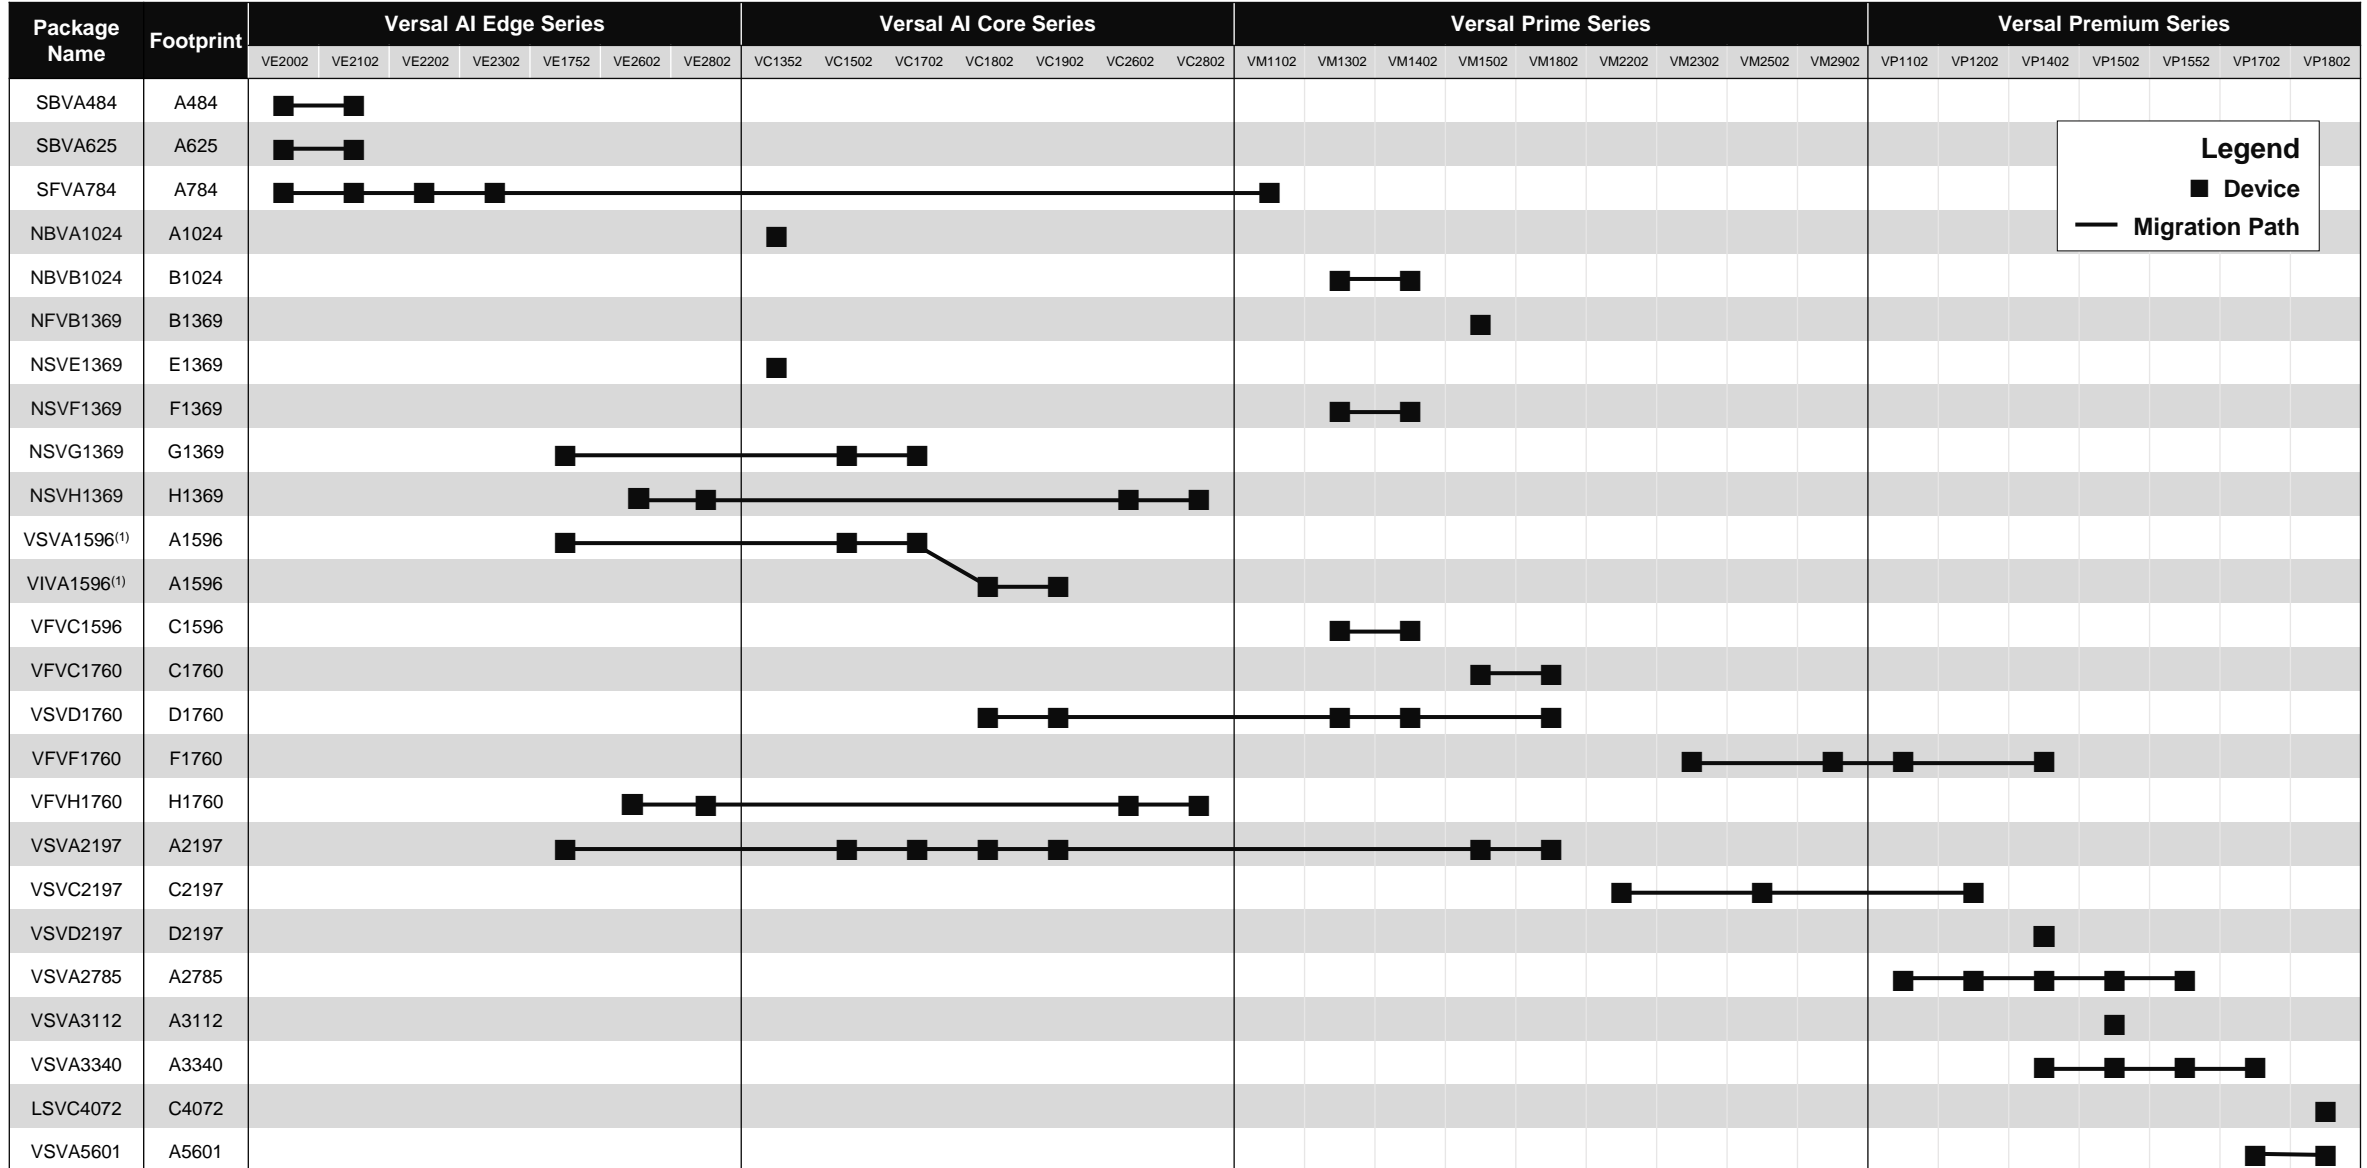 Package Name Footprint Versal AI Edge Series Versal AI Core Series Versal Prime Series Versal Premium Series
VE2002 VE2102 VE2202 VE2302 VE1752 VE2602 VE2802 VC1352 VC1502 VC1702 VC1802 VC1902 VC2602 VC2802 VM1102 VM1302 VM1402 VM1502 VM1802 VM2202 VM2302 VM2502 VM2902 VP1102 VP1202 VP1402 VP1502 VP1552 VP1702 VP1802
SBVA484 A484
SBVA625 A625
SFVA784 A784
NBVA1024 A1024
NBVB1024 B1024
NFVB1369 B1369
NSVE1369 E1369
NSVF1369 F1369
NSVG1369 G1369
NSVH1369 H1369
VSVA1596(1) A1596
VIVA1596(1) A1596
VFVC1596 C1596
VFVC1760 C1760
VSVD1760 D1760
VFVF1760 F1760
VFVH1760 H1760
VSVA2197 A2197
VSVC2197 C2197
VSVD2197 D2197
VSVA2785 A2785
VSVA3112 A3112
VSVA3340 A3340
LSVC4072 C4072
VSVA5601 A5601
Legend
Device
Migration Path